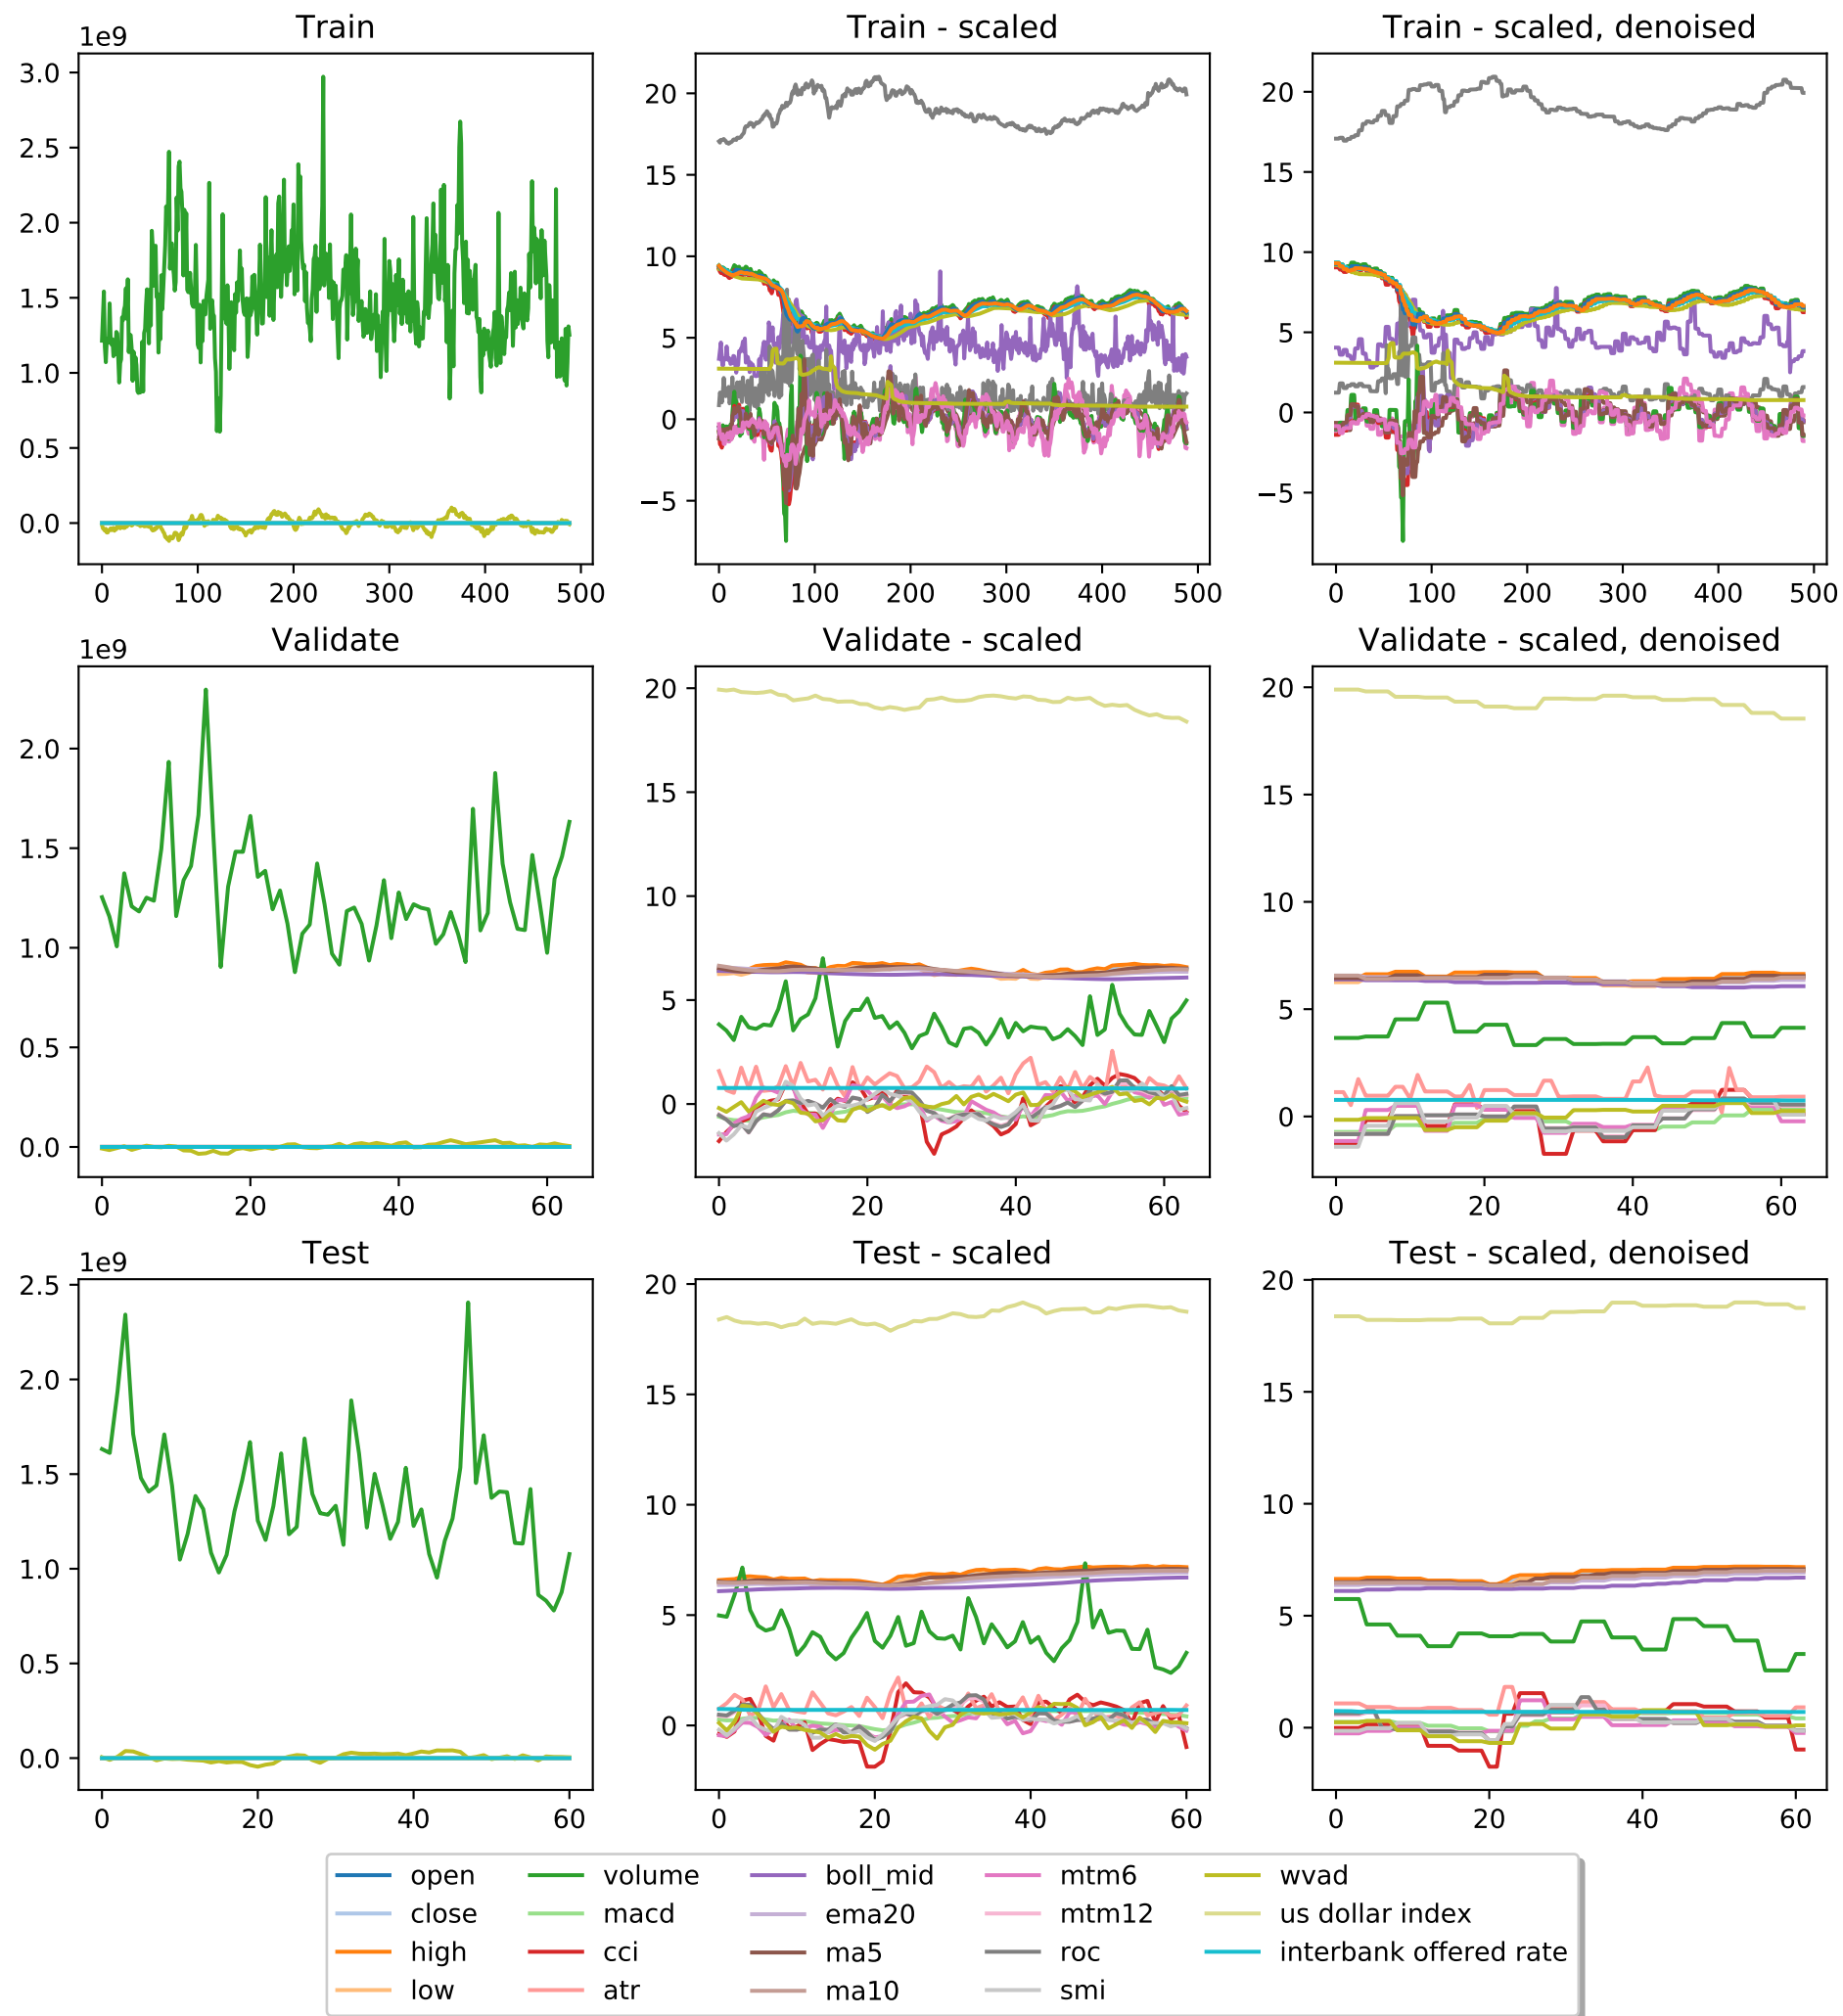 Train
Train - scaled
Train - scaled, denoised
1e9
3.0
2.5
2.0
1.5
1.0
0.5
0.0
0 100 200 300 400 500
20
15
10
5
0
−5
0 100 200 300 400 500
20
15
10
5
0
−5
0 100 200 300 400 500
Validate
Validate - scaled
Validate - scaled, denoised
1e9
2.0
1.5
1.0
0.5
0.0
0 20 40 60
20
15
10
5
0
0 20 40 60
20
15
10
5
0
0 20 40 60
Test
Test - scaled
Test - scaled, denoised
1e9
2.5
2.0
1.5
1.0
0.5
0.0
0 20 40 60
20
15
10
5
0
0 20 40 60
20
15
10
5
0
0 20 40 60
open
close
high
low
volume
macd
cci
atr
boll_mid
ema20
ma5
ma10
mtm6
mtm12
roc
smi
wvad
us dollar index
interbank offered rate